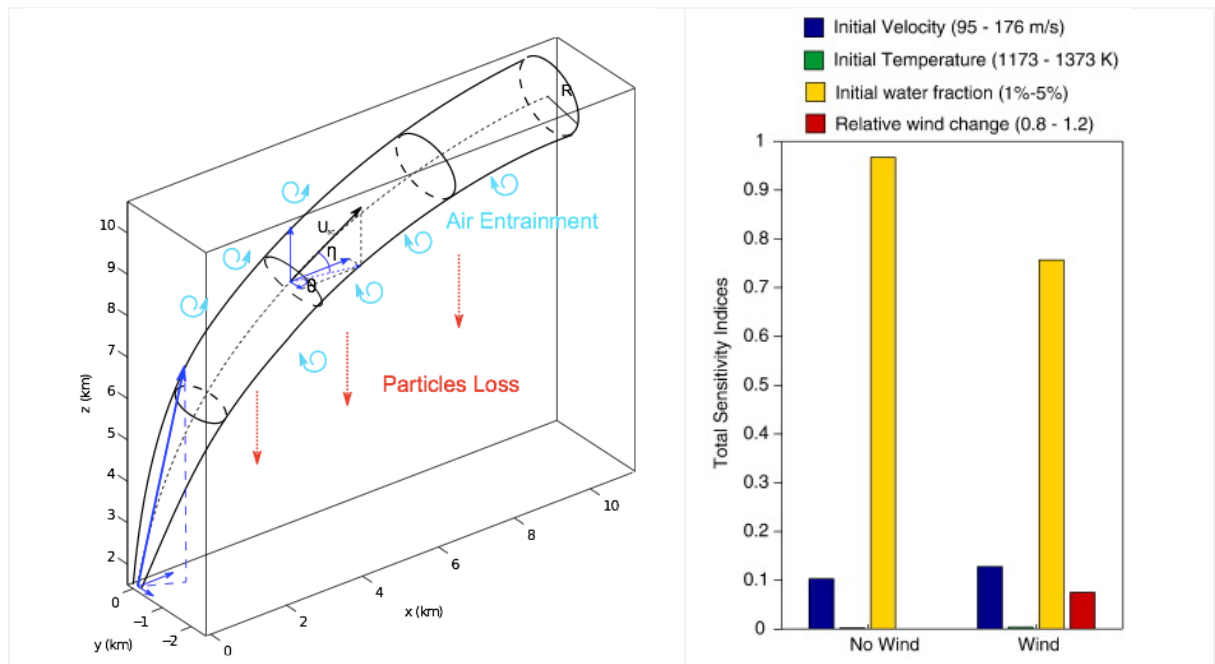 10
9
8
7
6
5
4
3
2
z (km)
0
−1
−2
y (km)
0
2
4
6
8
10
x (km)
R
η
θ
Air Entrainment
Particles Loss
Initial Velocity (95 - 176 m/s)
Initial Temperature (1173 - 1373 K)
Initial water fraction (1%-5%)
Relative wind change (0.8 - 1.2)
1
0.9
0.8
0.7
0.6
0.5
0.4
0.3
0.2
0.1
0
Total Sensitivity Indices
No Wind
Wind